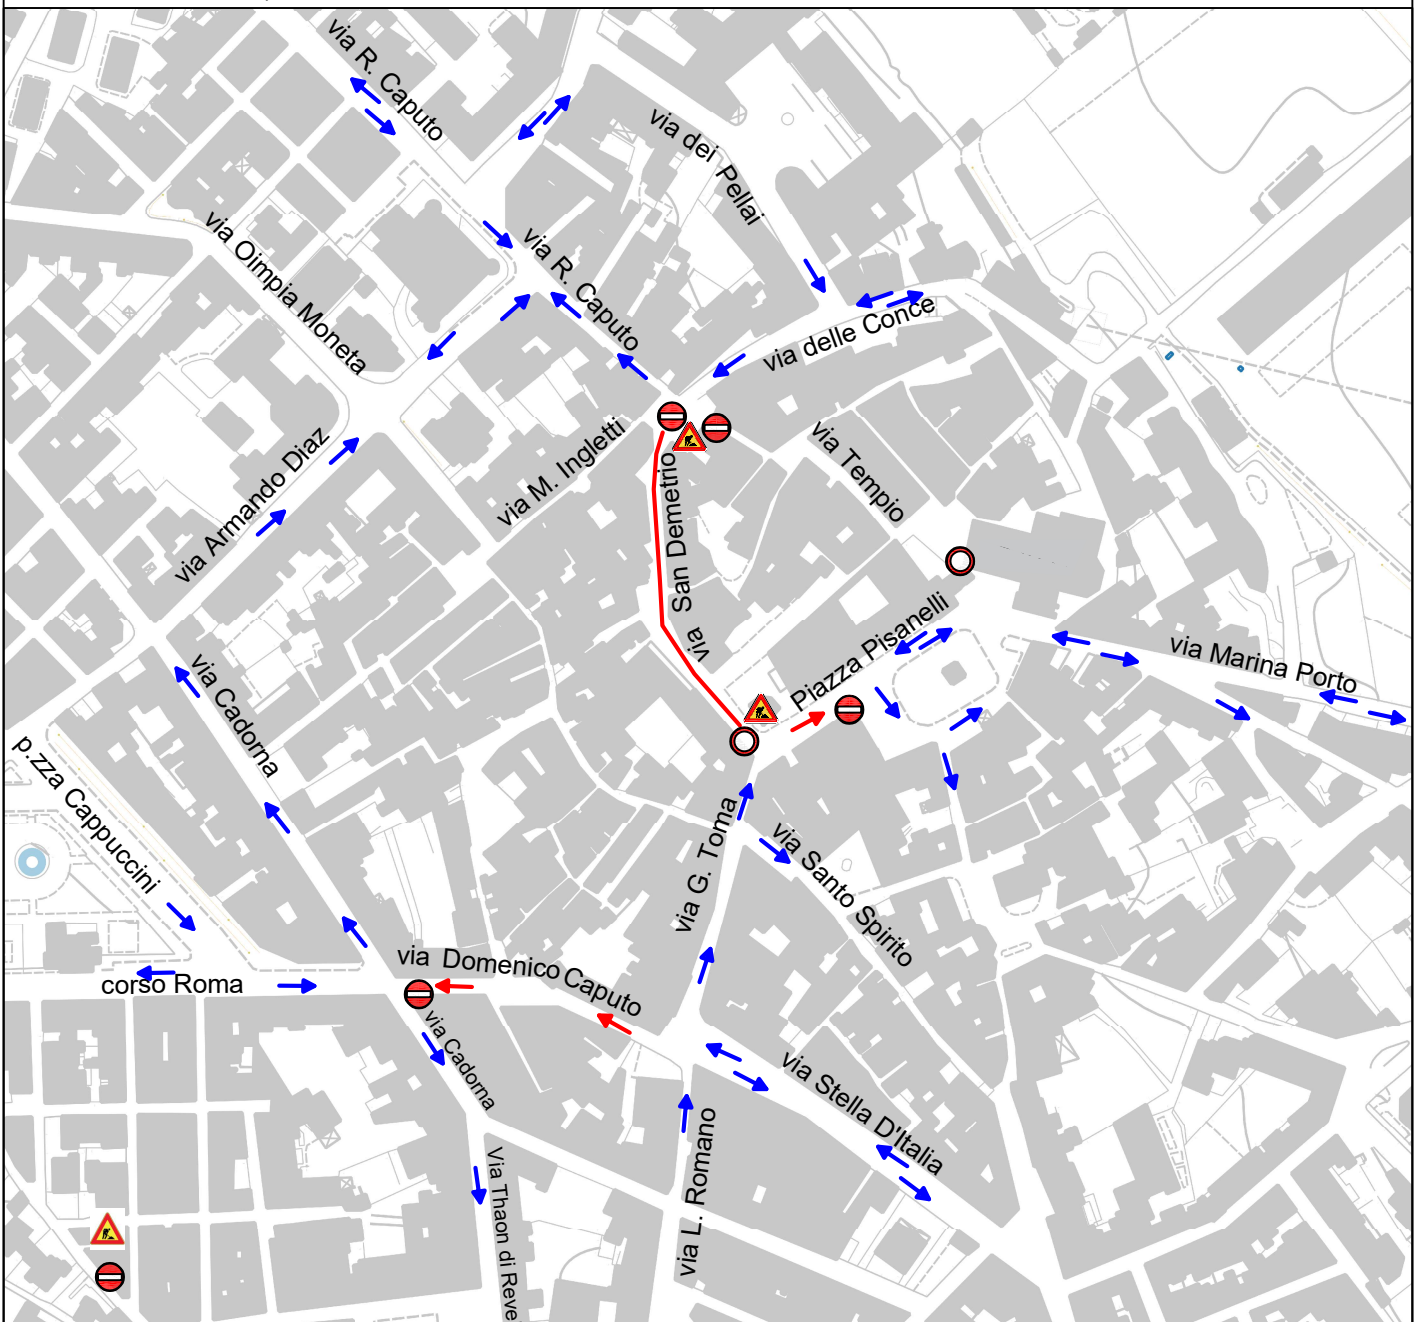 via R. Caputo
via dei Pellai
via Oimpia Moneta
via R. Caputo
via delle Conce
via M. Ingletti
via Tempio
via Armando Diaz
via San Demetrio
Piazza Pisanelli
via Marina Porto
via Cadorna
p.zza Cappuccini
via G. Toma
via Santo Spirito
via Domenico Caputo
corso Roma
via Cadorna
via Stella D'Italia
via L. Romano
Via Thaon di Reve